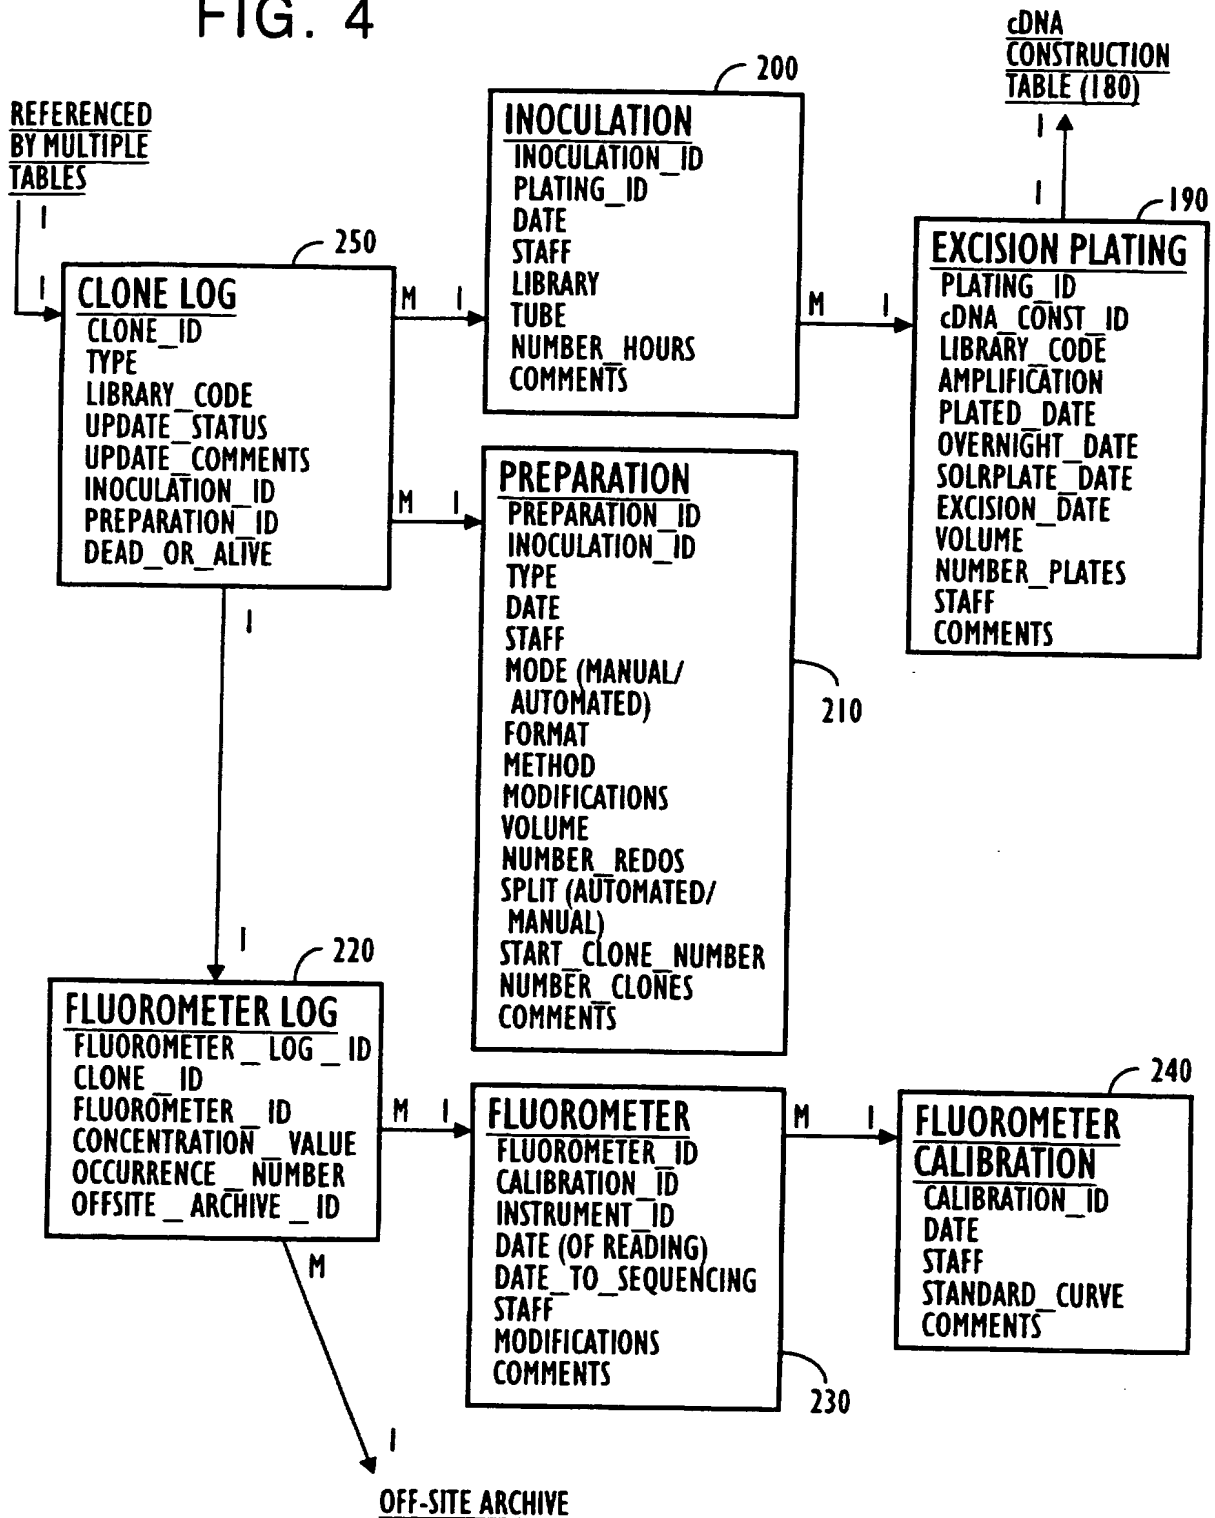 FIG. 4
REFERENCED
BY MULTIPLE
TABLES
1
1
250
CLONE LOG
CLONE_ID
TYPE
LIBRARY_CODE
UPDATE_STATUS
UPDATE_COMMENTS
INOCULATION_ID
PREPARATION_ID
DEAD_OR_ALIVE
M 1
M 1
1
1
200
INOCULATION
INOCULATION_ID
PLATING_ID
DATE
STAFF
LIBRARY
TUBE
NUMBER_HOURS
COMMENTS
M 1
cDNA
CONSTRUCTION
TABLE (180)
1
1
190
EXCISION PLATING
PLATING_ID
cDNA_CONST_ID
LIBRARY_CODE
AMPLIFICATION
PLATED_DATE
OVERNIGHT_DATE
SOLRPLATE_DATE
EXCISION_DATE
VOLUME
NUMBER_PLATES
STAFF
COMMENTS
PREPARATION
PREPARATION_ID
INOCULATION_ID
TYPE
DATE
STAFF
MODE (MANUAL/
AUTOMATED)
FORMAT
METHOD
MODIFICATIONS
VOLUME
NUMBER_REDOS
SPLIT (AUTOMATED/
MANUAL)
START_CLONE_NUMBER
NUMBER_CLONES
COMMENTS
210
220
FLUOROMETER LOG
FLUOROMETER_LOG_ID
CLONE_ID
FLUOROMETER_ID
CONCENTRATION_VALUE
OCCURRENCE_NUMBER
OFFSITE_ARCHIVE_ID
M 1
M
1
OFF-SITE ARCHIVE
FLUOROMETER
FLUOROMETER_ID
CALIBRATION_ID
INSTRUMENT_ID
DATE (OF READING)
DATE_TO_SEQUENCING
STAFF
MODIFICATIONS
COMMENTS
230
M 1
240
FLUOROMETER
CALIBRATION
CALIBRATION_ID
DATE
STAFF
STANDARD_CURVE
COMMENTS